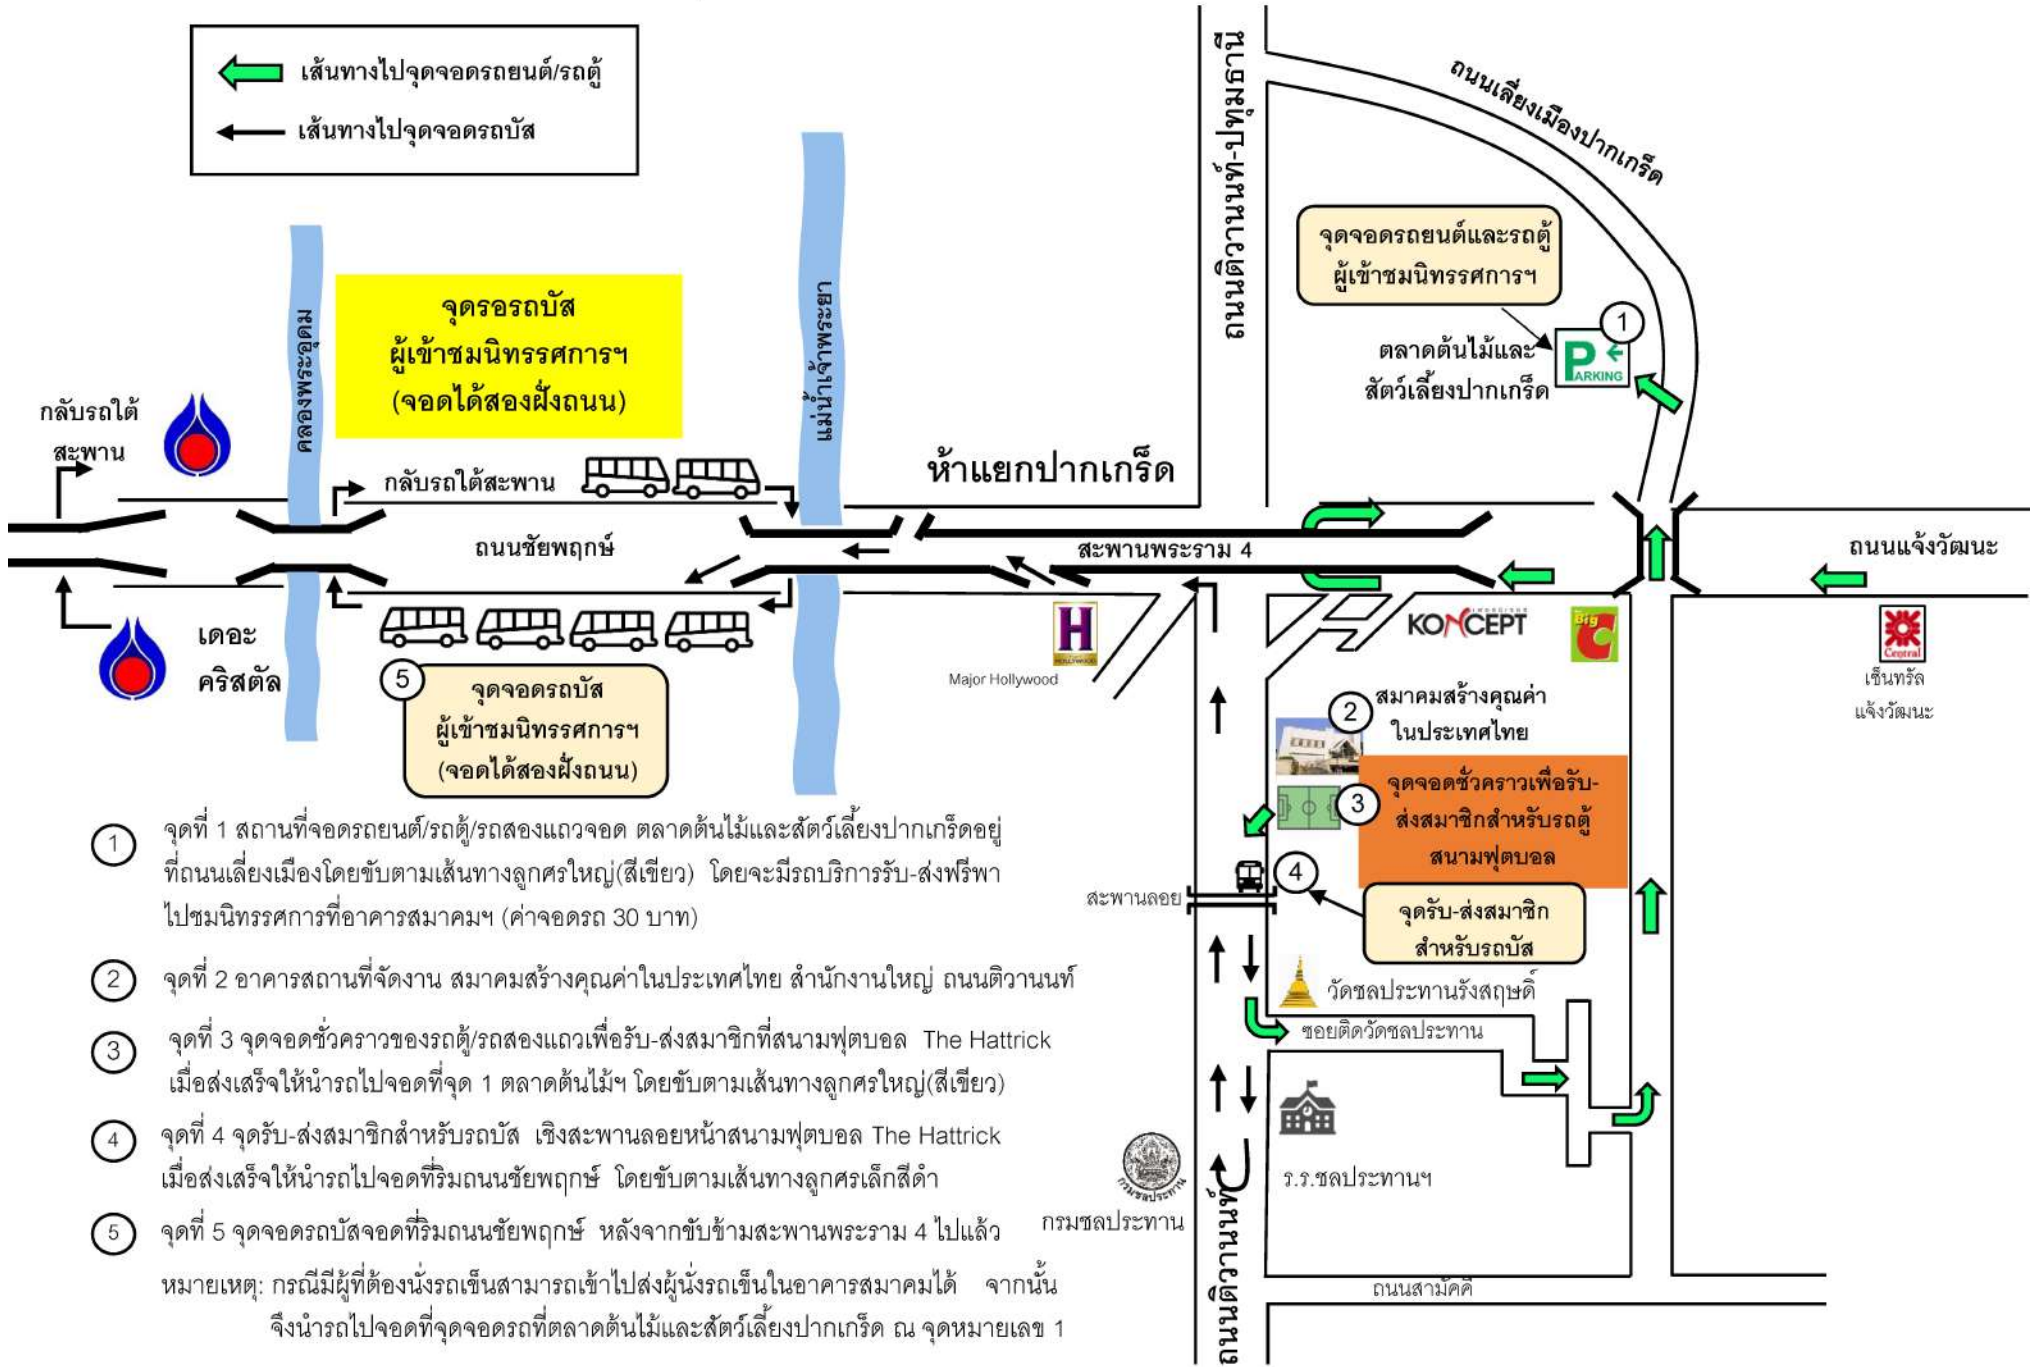 เส้นทางไปจุดจอดรถยนต์/รถตู้
เส้นทางไปจุดจอดรถบัส
ถนนติวานนท์-ปทุมธานี
ถนนเลี่ยงเมืองปากเกร็ด
จุดจอดรถยนต์และรถตู้
ผู้เข้าชมนิทรรศการฯ
1
ตลาดต้นไม้และ
สัตว์เลี้ยงปากเกร็ด
PARKING
คลองพระอุดม
จุดรอรถบัส
ผู้เข้าชมนิทรรศการฯ
(จอดได้สองฝั่งถนน)
แม่น้ำเจ้าพระยา
กลับรถใต้
สะพาน
กลับรถใต้สะพาน
ห้าแยกปากเกร็ด
ถนนชัยพฤกษ์
สะพานพระราม 4
ถนนแจ้งวัฒนะ
เดอะ
คริสตัล
H
HOLLYWOOD
Major Hollywood
KONCEPT
Big C
Central
เซ็นทรัล
แจ้งวัฒนะ
5
จุดจอดรถบัส
ผู้เข้าชมนิทรรศการฯ
(จอดได้สองฝั่งถนน)
2
สมาคมสร้างคุณค่า
ในประเทศไทย
3
จุดจอดชั่วคราวเพื่อรับ-
ส่งสมาชิกสำหรับรถตู้
สนามฟุตบอล
4
สะพานลอย
จุดรับ-ส่งสมาชิก
สำหรับรถบัส
วัดชลประทานรังสฤษดิ์
ซอยติดวัดชลประทาน
ร.ร.ชลประทานฯ
กรมชลประทาน
กรมชลประทาน
ถนนติวานนท์
ถนนสามัคคี
1 จุดที่ 1 สถานที่จอดรถยนต์/รถตู้/รถสองแถวจอด ตลาดต้นไม้และสัตว์เลี้ยงปากเกร็ดอยู่
ที่ถนนเลี่ยงเมืองโดยขับตามเส้นทางลูกศรใหญ่(สีเขียว) โดยจะมีรถบริการรับ-ส่งฟรีพา
ไปชมนิทรรศการที่อาคารสมาคมฯ (ค่าจอดรถ 30 บาท)
2 จุดที่ 2 อาคารสถานที่จัดงาน สมาคมสร้างคุณค่าในประเทศไทย สำนักงานใหญ่ ถนนติวานนท์
3 จุดที่ 3 จุดจอดชั่วคราวของรถตู้/รถสองแถวเพื่อรับ-ส่งสมาชิกที่สนามฟุตบอล The Hattrick
เมื่อส่งเสร็จให้นำรถไปจอดที่จุด 1 ตลาดต้นไม้ฯ โดยขับตามเส้นทางลูกศรใหญ่(สีเขียว)
4 จุดที่ 4 จุดรับ-ส่งสมาชิกสำหรับรถบัส เชิงสะพานลอยหน้าสนามฟุตบอล The Hattrick
เมื่อส่งเสร็จให้นำรถไปจอดที่ริมถนนชัยพฤกษ์ โดยขับตามเส้นทางลูกศรเล็กสีดำ
5 จุดที่ 5 จุดจอดรถบัสจอดที่ริมถนนชัยพฤกษ์ หลังจากขับข้ามสะพานพระราม 4 ไปแล้ว
หมายเหตุ: กรณีมีผู้ที่ต้องนั่งรถเข็นสามารถเข้าไปส่งผู้นั่งรถเข็นในอาคารสมาคมได้ จากนั้น
จึงนำรถไปจอดที่จุดจอดรถที่ตลาดต้นไม้และสัตว์เลี้ยงปากเกร็ด ณ จุดหมายเลข 1